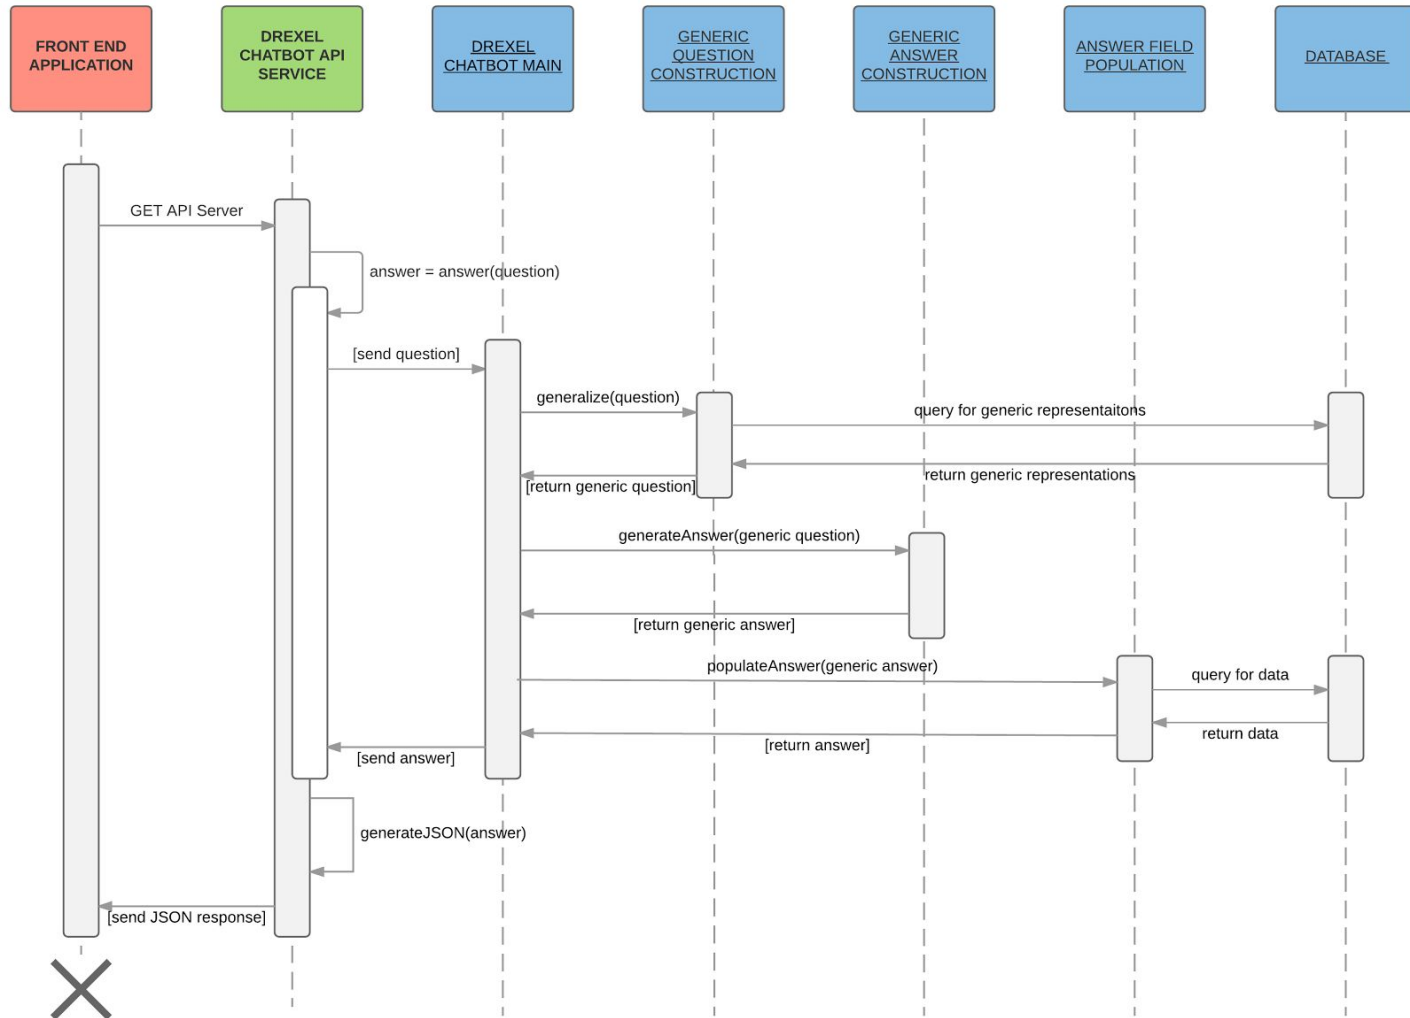 FRONT END
APPLICATION
DREXEL
CHATBOT API
SERVICE
DREXEL
CHATBOT MAIN
GENERIC
QUESTION
CONSTRUCTION
GENERIC
ANSWER
CONSTRUCTION
ANSWER FIELD
POPULATION
DATABASE
GET API Server
answer = answer(question)
[send question]
generalize(question)
query for generic representaitons
return generic representations
[return generic question]
generateAnswer(generic question)
[return generic answer]
populateAnswer(generic answer)
query for data
return data
[return answer]
[send answer]
generateJSON(answer)
[send JSON response]